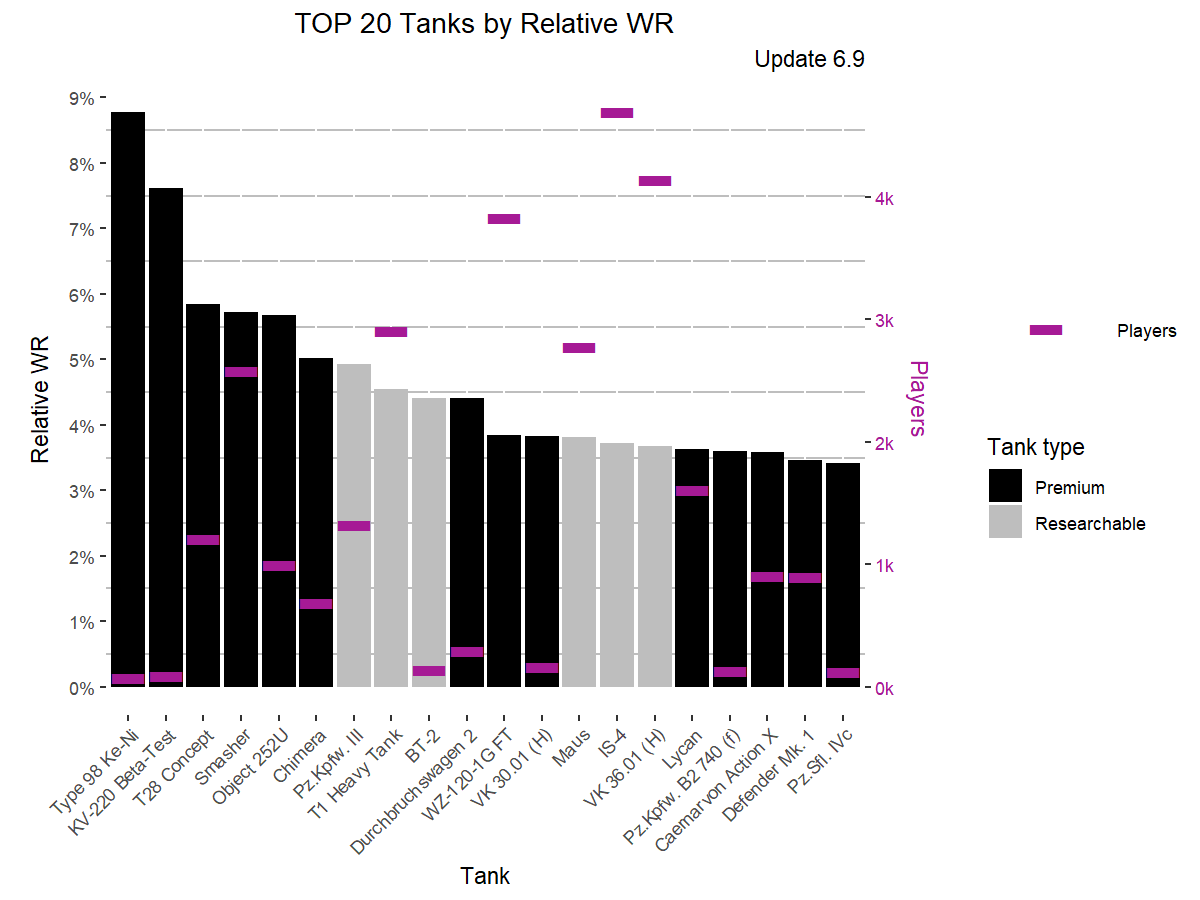 TOP 20 Tanks by Relative WR
Update 6.9
9%
8%
7%
6%
5%
4%
3%
2%
1%
0%
Relative WR
4k
3k
2k
1k
0k
Players
Type 98 Ke-Ni
KV-220 Beta-Test
T28 Concept
Smasher
Object 252U
Chimera
Pz.Kpfw. III
T1 Heavy Tank
BT-2
Durchbruchswagen 2
WZ-120-1G FT
VK 30.01 (H)
Maus
IS-4
VK 36.01 (H)
Lycan
Pz.Kpfw. B2 740 (f)
Caernarvon Action X
Defender Mk. 1
Pz.Sfl. IVc
Tank
Players
Tank type
Premium
Researchable